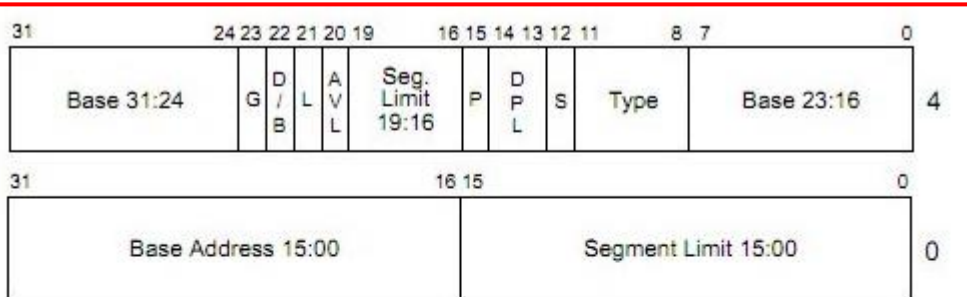 31 24 23 22 21 20 19 16 15 14 13 12 11 8 7 0
Base 31:24 G D/B L AVL Seg. Limit 19:16 P DPL S Type Base 23:16 4
31 16 15 0
Base Address 15:00 Segment Limit 15:00 0